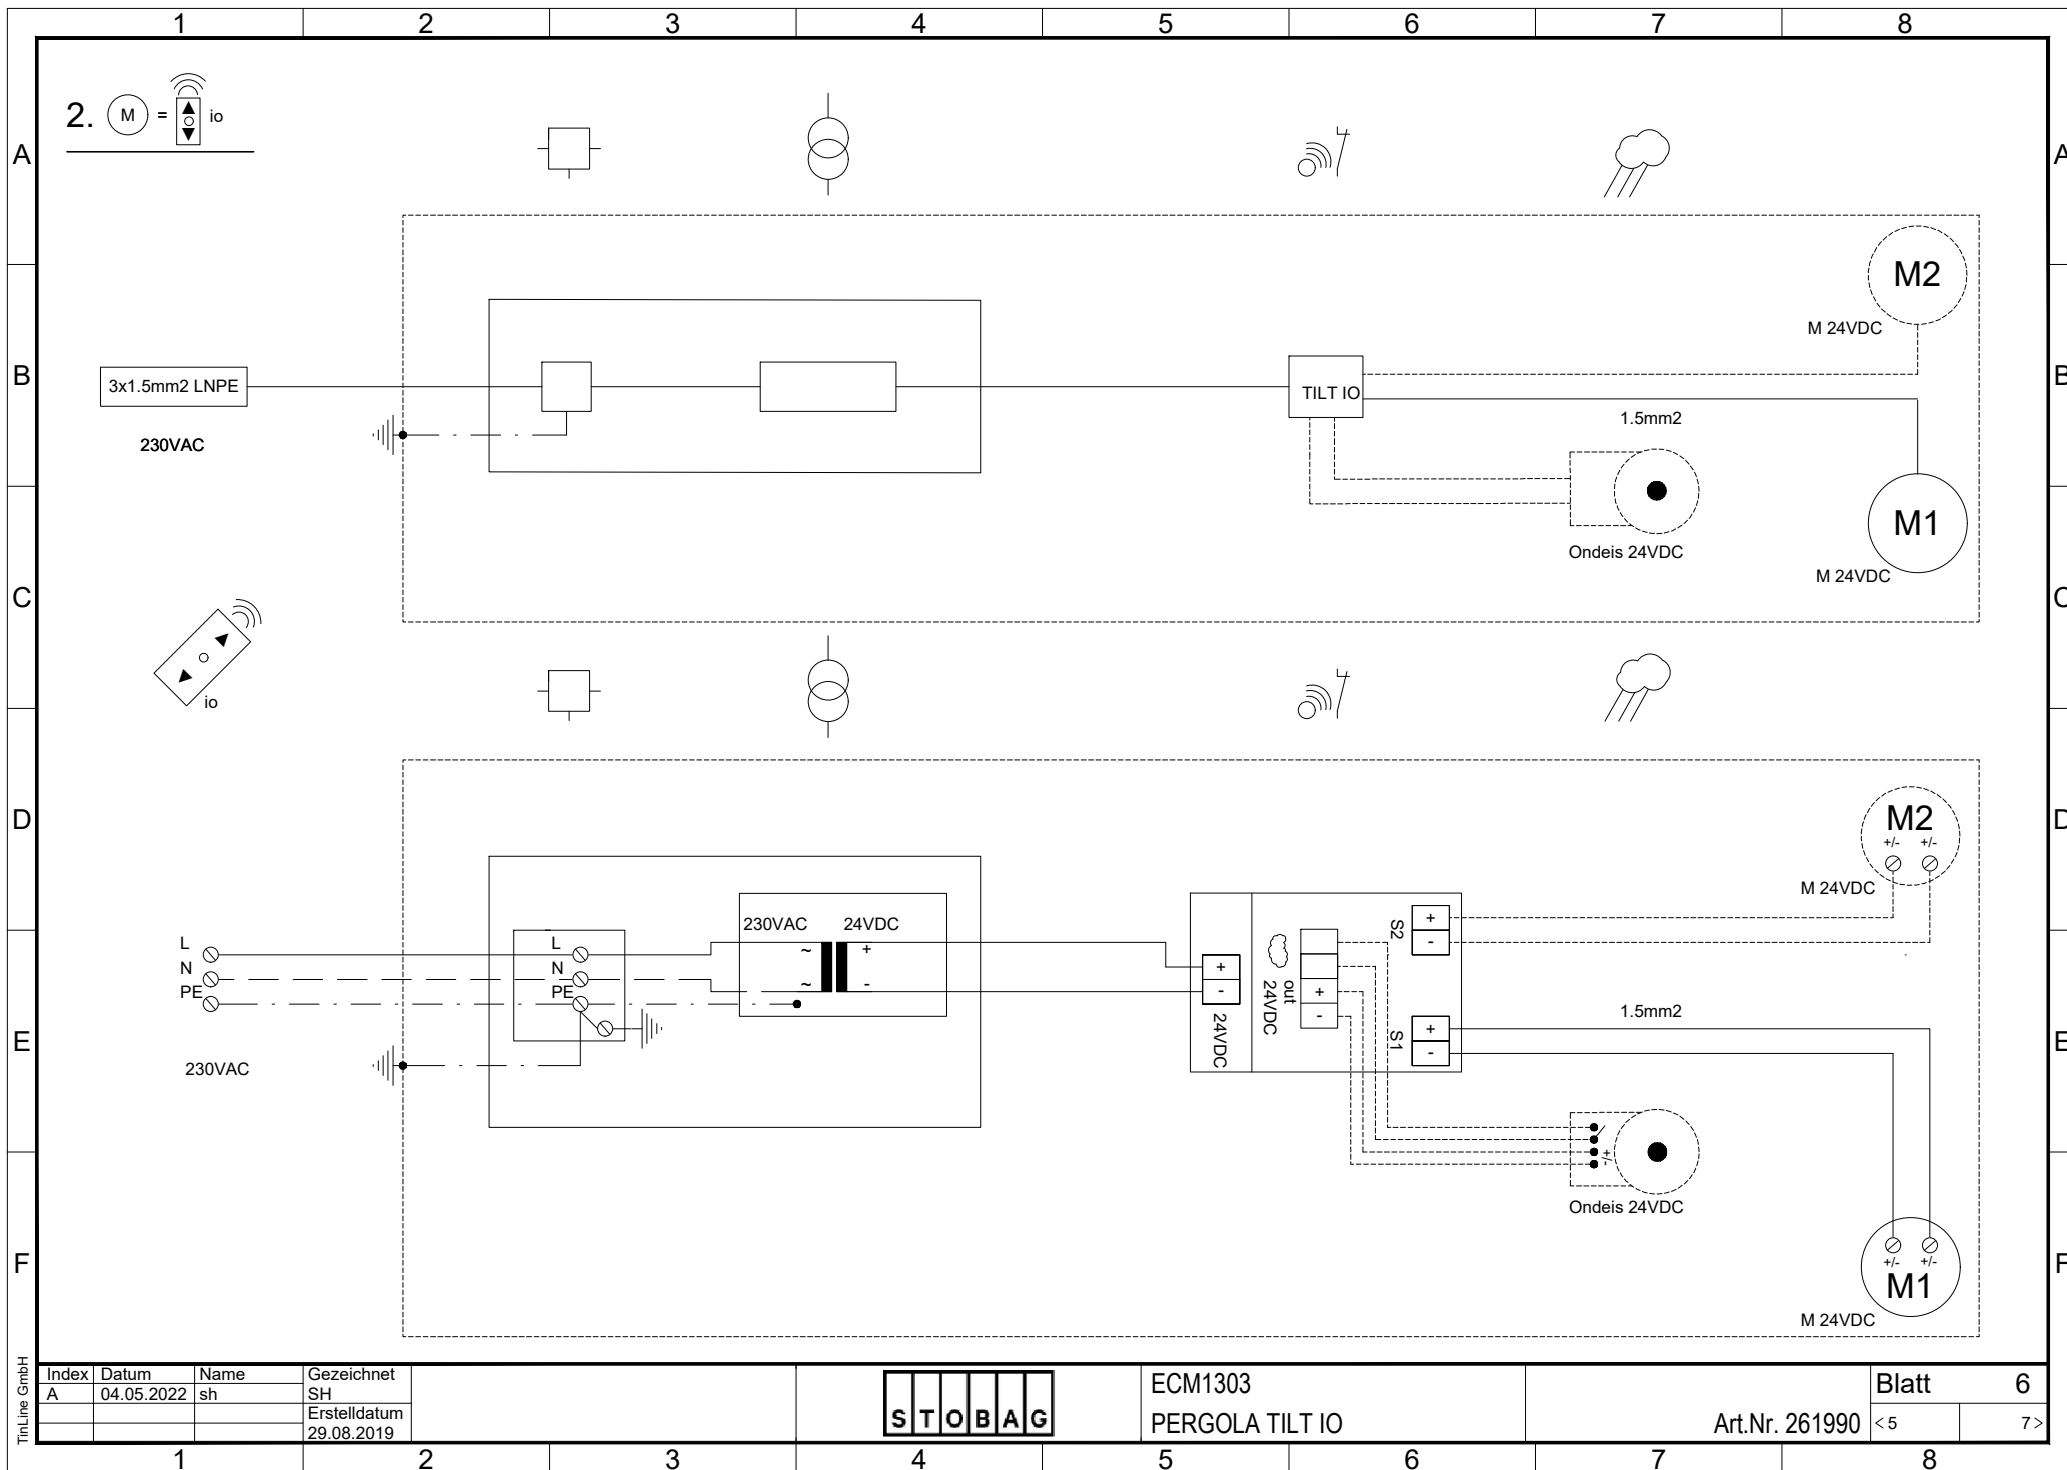 1 2 3 4 5 6 7 8
2. M = io
A A
M2
M 24VDC
B 3x1.5mm2 LNPE TILT IO B
1.5mm2
230VAC
M1
Ondeis 24VDC
M 24VDC
C C
io
D D
M2
+/- +/-
M 24VDC
230VAC 24VDC
S2 + -
L L ~ +
N N ~ -
PE PE
+ -
24VDC
out 24VDC
+ -
S1 + -
1.5mm2
E E
230VAC
+/-
Ondeis 24VDC
F F
+/- +/-
M1
M 24VDC
TinLine GmbH
Index Datum Name Gezeichnet
A 04.05.2022 sh SH
Erstelldatum
29.08.2019
STOBAG
ECM1303
PERGOLA TILT IO
Art.Nr. 261990
Blatt 6
<5 7>
1 2 3 4 5 6 7 8